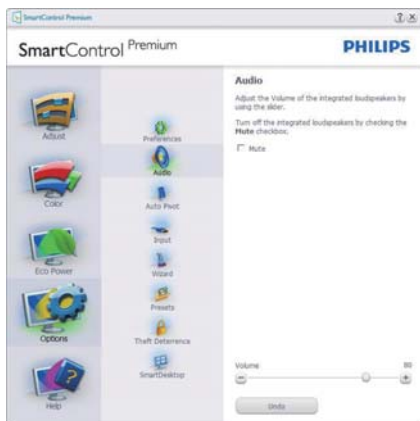 SmartControl Premium
SmartControl Premium
PHILIPS
Adjust
Color
Eco Power
Options
Help
Preferences
Audio
Auto Pivot
Input
Wizard
Presets
Theft Deterrence
SmartDesktop
Audio
Adjust the Volume of the integrated loudspeakers by
using the slider.
Turn off the integrated loudspeakers by checking the
Mute checkbox.
Mute
Volume 80
Undo